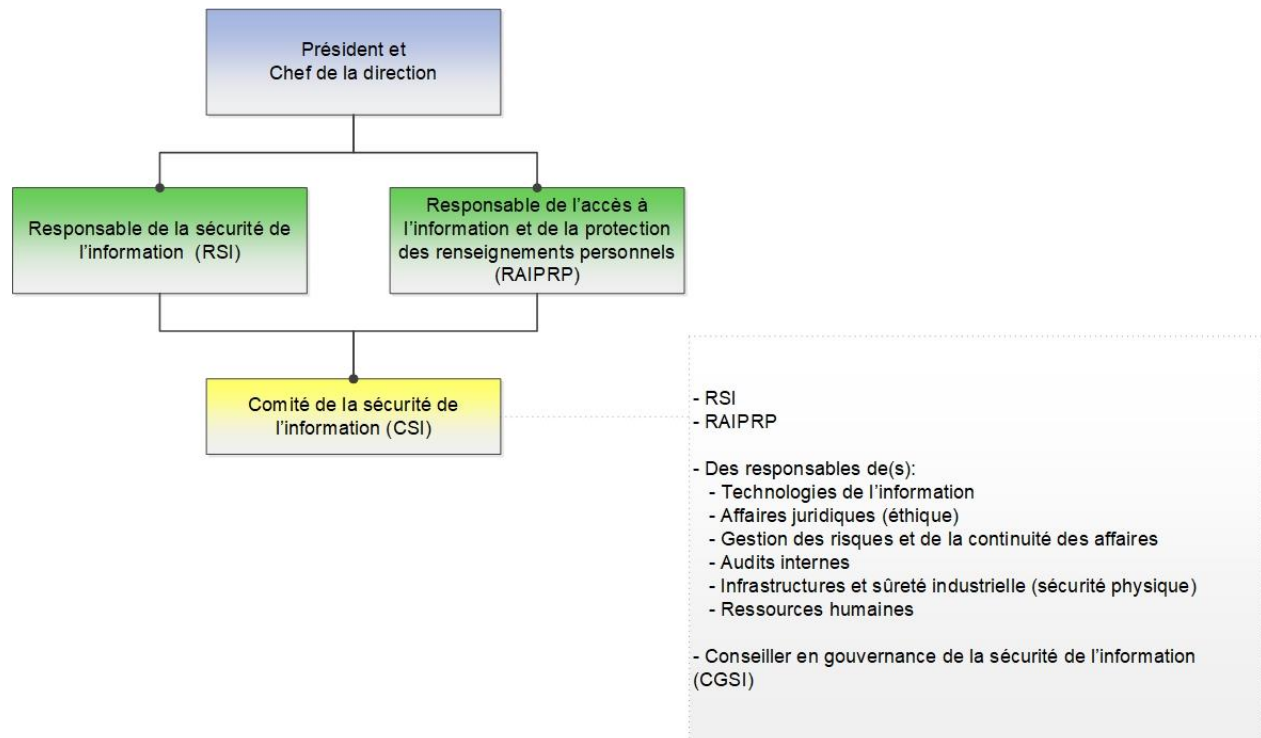 Président et
Chef de la direction
Responsable de la sécurité de
l’information (RSI)
Responsable de l’accès à
l’information et de la protection
des renseignements personnels
(RAIPRP)
Comité de la sécurité de
l’information (CSI)
- RSI
- RAIPRP
- Des responsables de(s):
- Technologies de l’information
- Affaires juridiques (éthique)
- Gestion des risques et de la continuité des affaires
- Audits internes
- Infrastructures et sûreté industrielle (sécurité physique)
- Ressources humaines
- Conseiller en gouvernance de la sécurité de l’information
(CGSI)